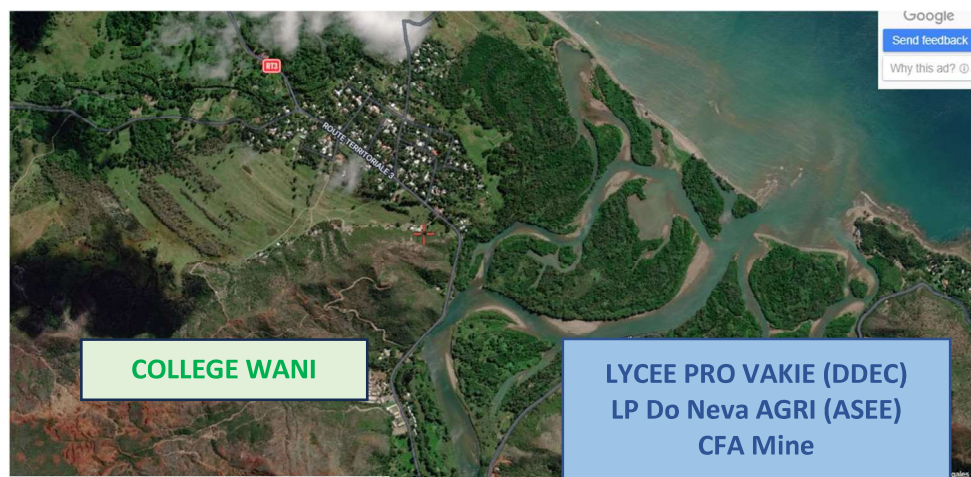 Google
Send feedback
Why this ad? ⓘ
RT3
ROUTE TERRITORIALE 3
COLLEGE WANI
LYCEE PRO VAKIE (DDEC)
LP Do Neva AGRI (ASEE)
CFA Mine
gales